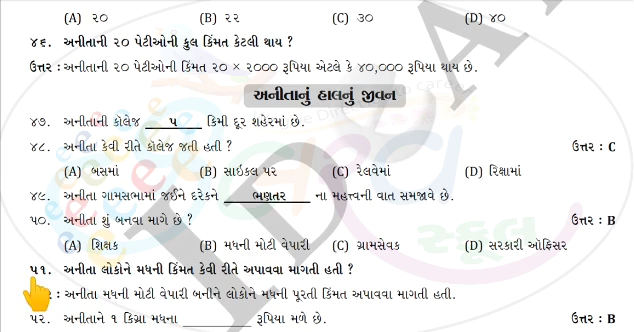 (A) ૨૦ (B) ૨૨ (C) ૩૦ (D) ૪૦
૪૬. અનીતાની ૨૦ પેટીઓની કુલ કિંમત કેટલી થાય ?
ઉત્તર : અનીતાની ૨૦ પેટીઓની કિંમત ૨૦ × ૨૦૦૦ રૂપિયા એટલે કે ૪૦,૦૦૦ રૂપિયા થાય છે.
અનીતાનું હાલનું જીવન
૪૭. અનીતાની કોલેજ ૫ કિમી દૂર શહેરમાં છે.
૪૮. અનીતા કેવી રીતે કોલેજ જતી હતી ? ઉત્તર : C
(A) બસમાં (B) સાઇકલ પર (C) રેલવેમાં (D) રિક્ષામાં
૪૯. અનીતા ગામસભામાં જઈને દરેકને ભણતર ના મહત્ત્વની વાત સમજાવે છે.
૫૦. અનીતા શું બનવા માગે છે ? ઉત્તર : B
(A) શિક્ષક (B) મધની મોટી વેપારી (C) ગ્રામસેવક (D) સરકારી ઓફિસર
૫૧. અનીતા લોકોને મધની કિંમત કેવી રીતે અપાવવા માગતી હતી ?
: અનીતા મધની મોટી વેપારી બનીને લોકોને મધની પૂરતી કિંમત અપાવવા માગતી હતી.
૫૨. અનીતાને ૧ કિગ્રા મધના ________ રૂપિયા મળે છે. ઉત્તર : B